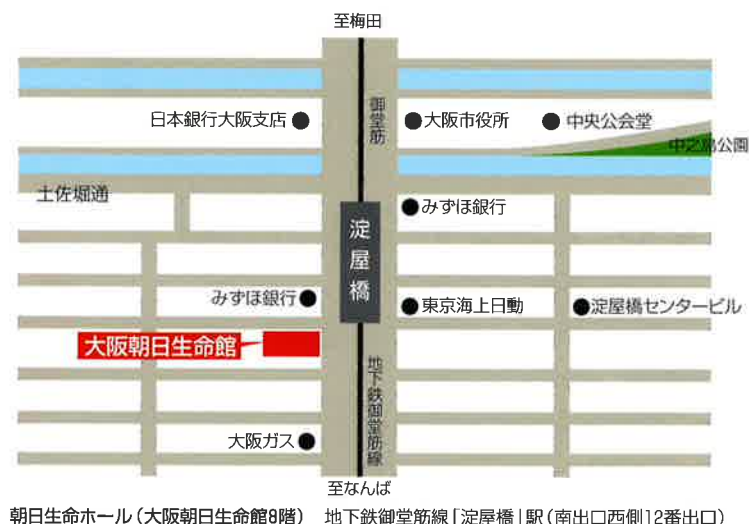 至梅田
日本銀行大阪支店
御堂筋
大阪市役所
中央公会堂
中之島公園
土佐堀通
みずほ銀行
淀屋橋
みずほ銀行
東京海上日動
淀屋橋センタービル
大阪朝日生命館
地下鉄御堂筋線
大阪ガス
至なんば
朝日生命ホール（大阪朝日生命館8階） 地下鉄御堂筋線「淀屋橋」駅（南出口西側12番出口）